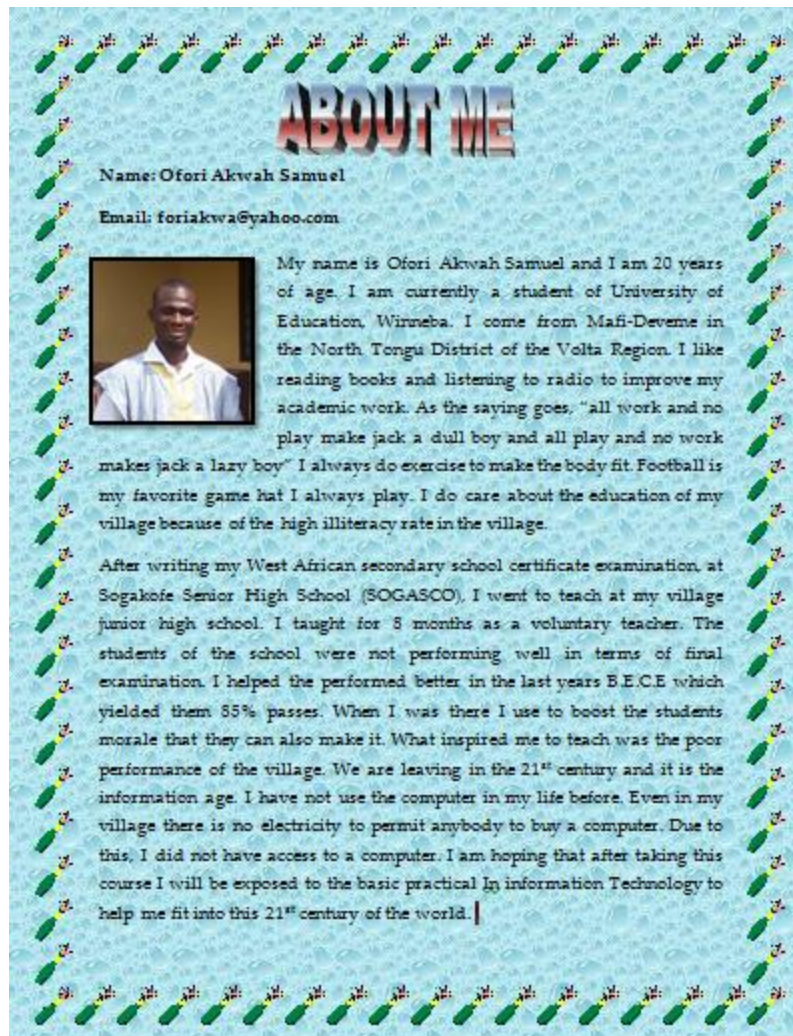 ABOUT ME
Name: Ofori Akwah Samuel
Email: foriakwa@yahoo.com
My name is Ofori Akwah Samuel and I am 20 years
of age. I am currently a student of University of
Education, Winneba. I come from Mafi-Deveme in
the North Tongu District of the Volta Region. I like
reading books and listening to radio to improve my
academic work. As the saying goes, “all work and no
play make jack a dull boy and all play and no work
makes jack a lazy boy” I always do exercise to make the body fit. Football is
my favorite game hat I always play. I do care about the education of my
village because of the high illiteracy rate in the village.
After writing my West African secondary school certificate examination, at
Sogakofe Senior High School (SOGASCO), I went to teach at my village
junior high school. I taught for 8 months as a voluntary teacher. The
students of the school were not performing well in terms of final
examination. I helped the performed better in the last years B.E.C.E which
yielded them 85% passes. When I was there I use to boost the students
morale that they can also make it. What inspired me to teach was the poor
performance of the village. We are leaving in the 21st century and it is the
information age. I have not use the computer in my life before. Even in my
village there is no electricity to permit anybody to buy a computer. Due to
this, I did not have access to a computer. I am hoping that after taking this
course I will be exposed to the basic practical In information Technology to
help me fit into this 21st century of the world.